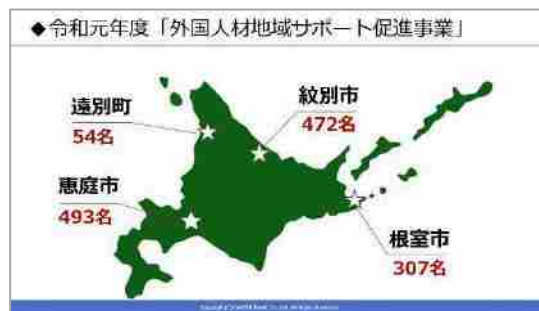 ◆令和元年度「外国人材地域サポート促進事業」
遠別町
54名
紋別市
472名
恵庭市
493名
根室市
307名